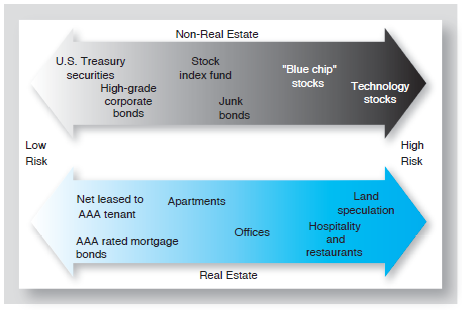 Non-Real Estate
U.S. Treasury
securities
High-grade
corporate
bonds
Stock
index fund
Junk
bonds
"Blue chip"
stocks
Technology
stocks
Low
Risk
High
Risk
Net leased to
AAA tenant
AAA rated mortgage
bonds
Apartments
Offices
Land
speculation
Hospitality
and
restaurants
Real Estate